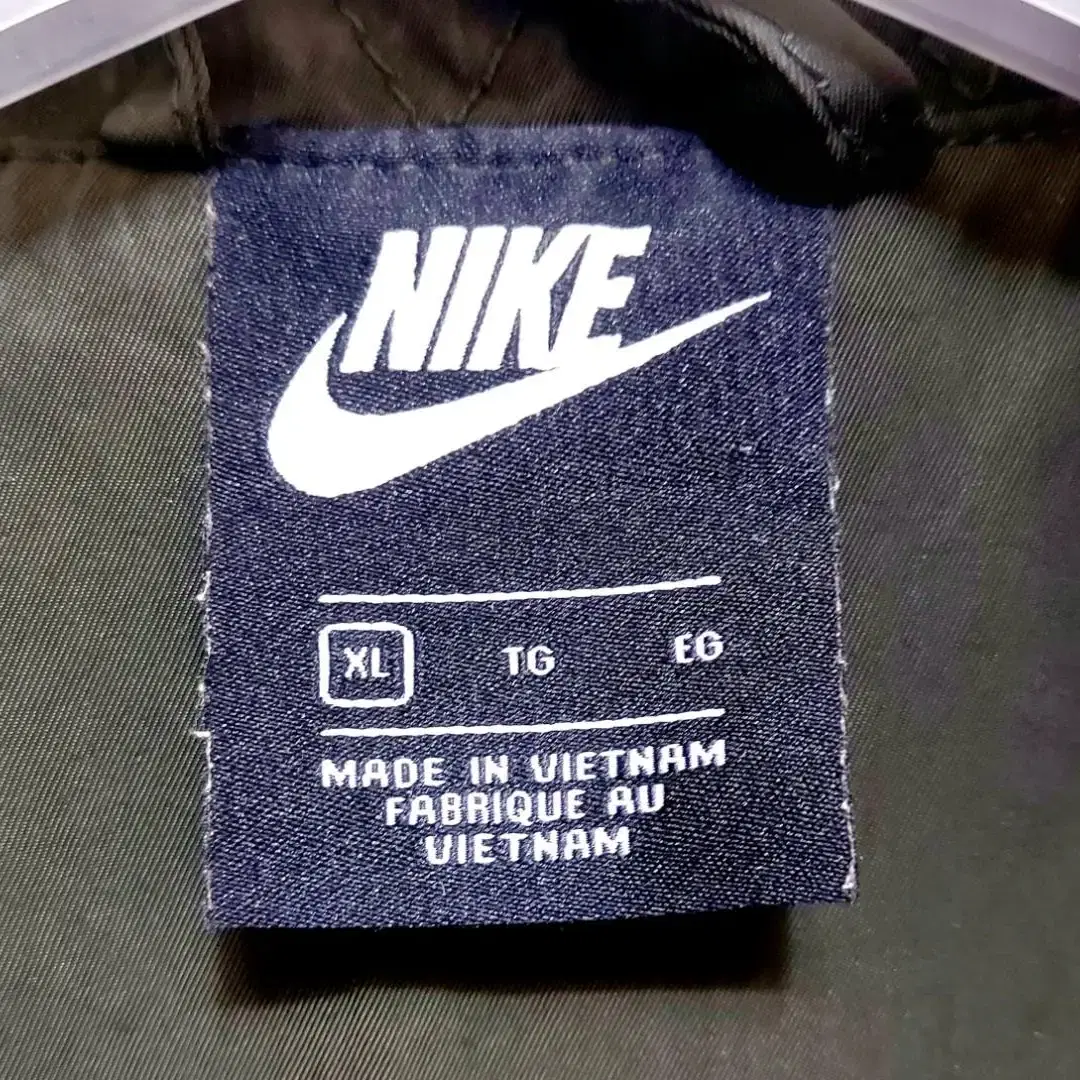 NIKE
XL TG EG
MADE IN VIETNAM
FABRIQUE AU
VIETNAM